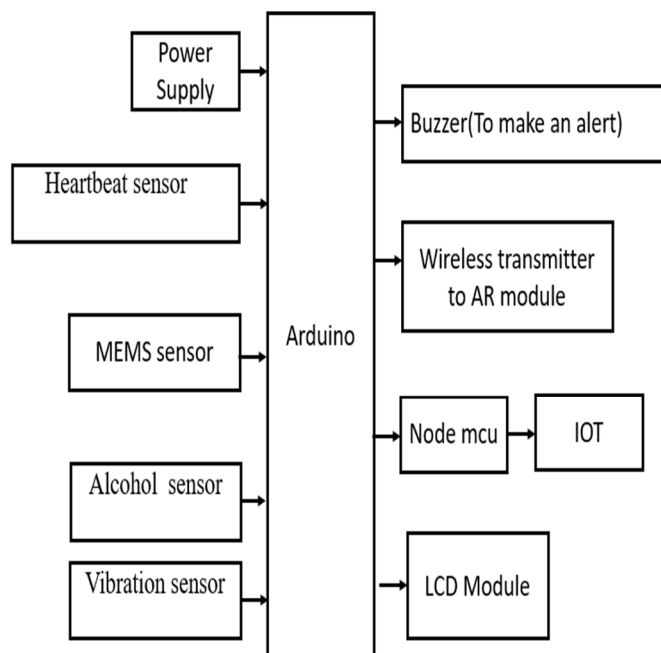 Power
Supply
Heartbeat sensor
MEMS sensor
Alcohol sensor
Vibration sensor
Arduino
Buzzer(To make an alert)
Wireless transmitter
to AR module
Node mcu
IOT
LCD Module